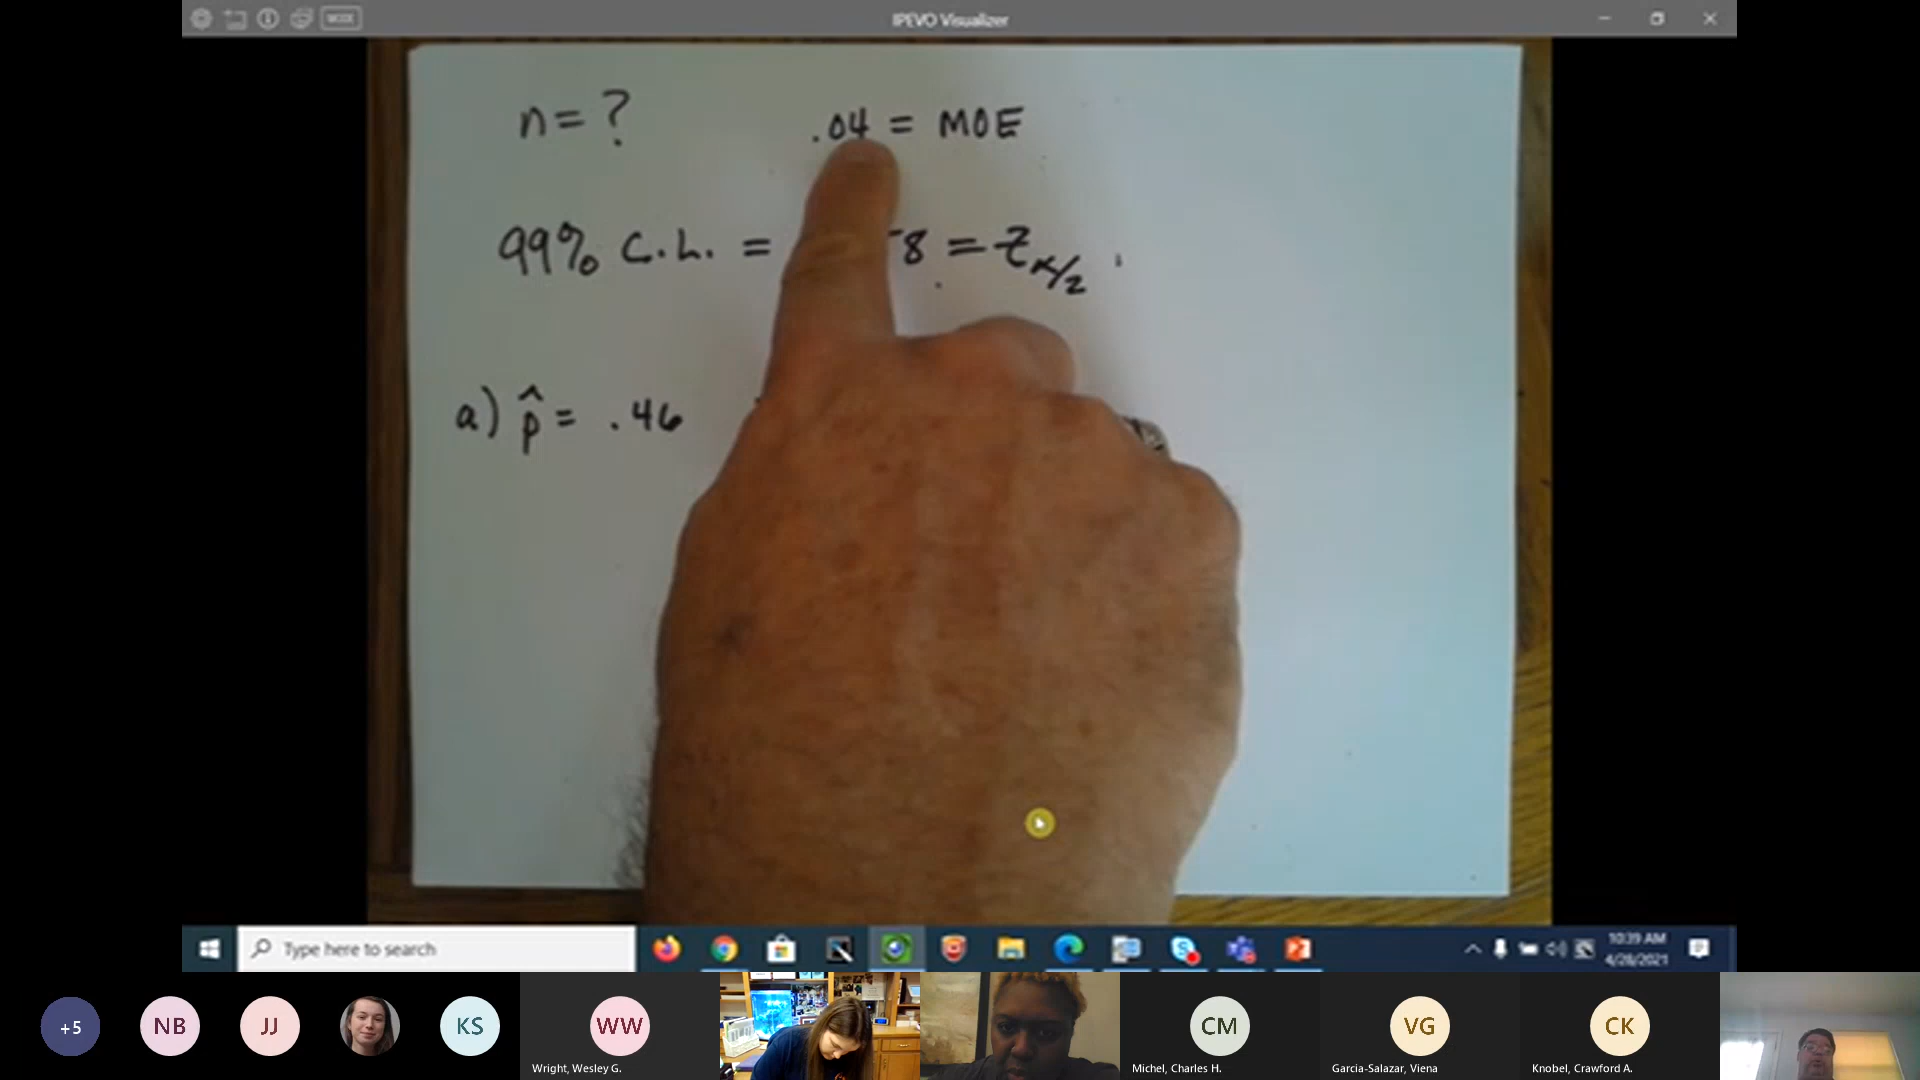 IPEVO Visualizer
n = ? .04 = MOE
99% C.L. = 8 = Zα/2
a) p̂ = .46
Type here to search
10:39 AM
4/28/2021
+5
NB
JJ
KS
WW
CM
VG
CK
Wright, Wesley G.
Michel, Charles H.
Garcia-Salazar, Viena
Knobel, Crawford A.